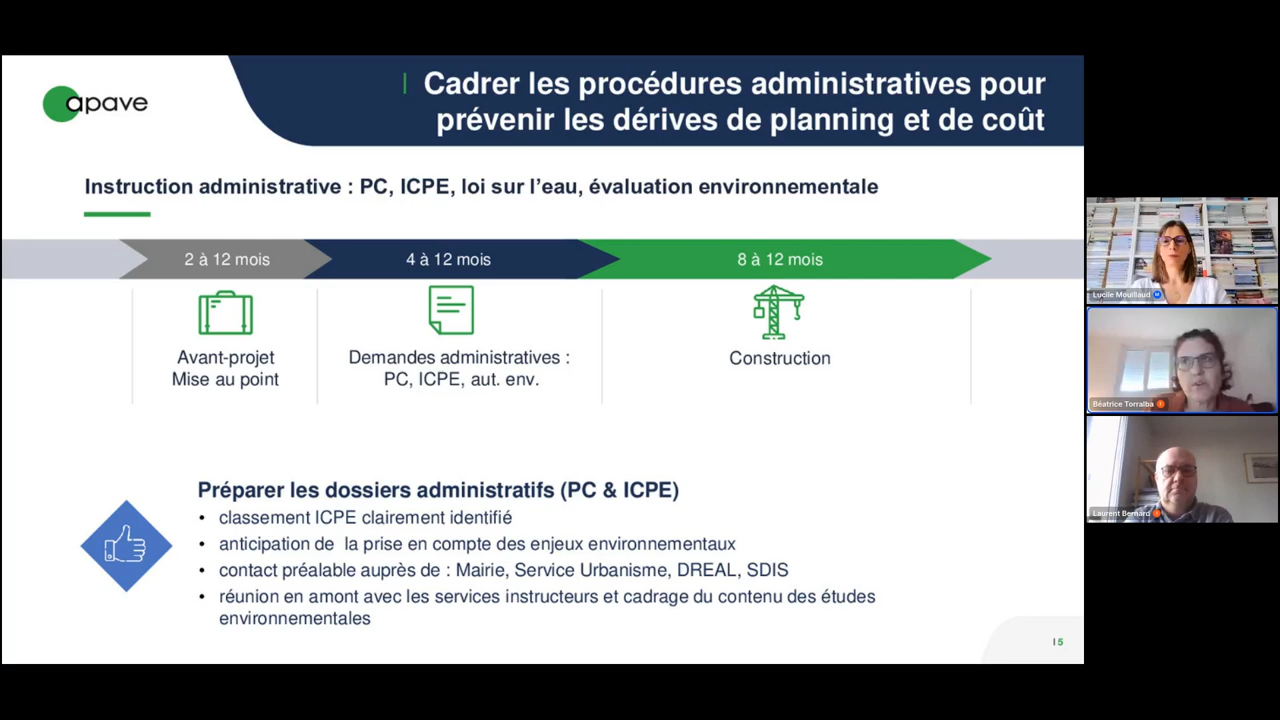 apave
Cadrer les procédures administratives pour
prévenir les dérives de planning et de coût
Instruction administrative : PC, ICPE, loi sur l'eau, évaluation environnementale
2 à 12 mois
4 à 12 mois
8 à 12 mois
Avant-projet
Mise au point
Demandes administratives :
PC, ICPE, aut. env.
Construction
Préparer les dossiers administratifs (PC & ICPE)
• classement ICPE clairement identifié
• anticipation de la prise en compte des enjeux environnementaux
• contact préalable auprès de : Mairie, Service Urbanisme, DREAL, SDIS
• réunion en amont avec les services instructeurs et cadrage du contenu des études
environnementales
I 5
Lucile Mouillaud
Béatrice Torralba
Laurent Bernard